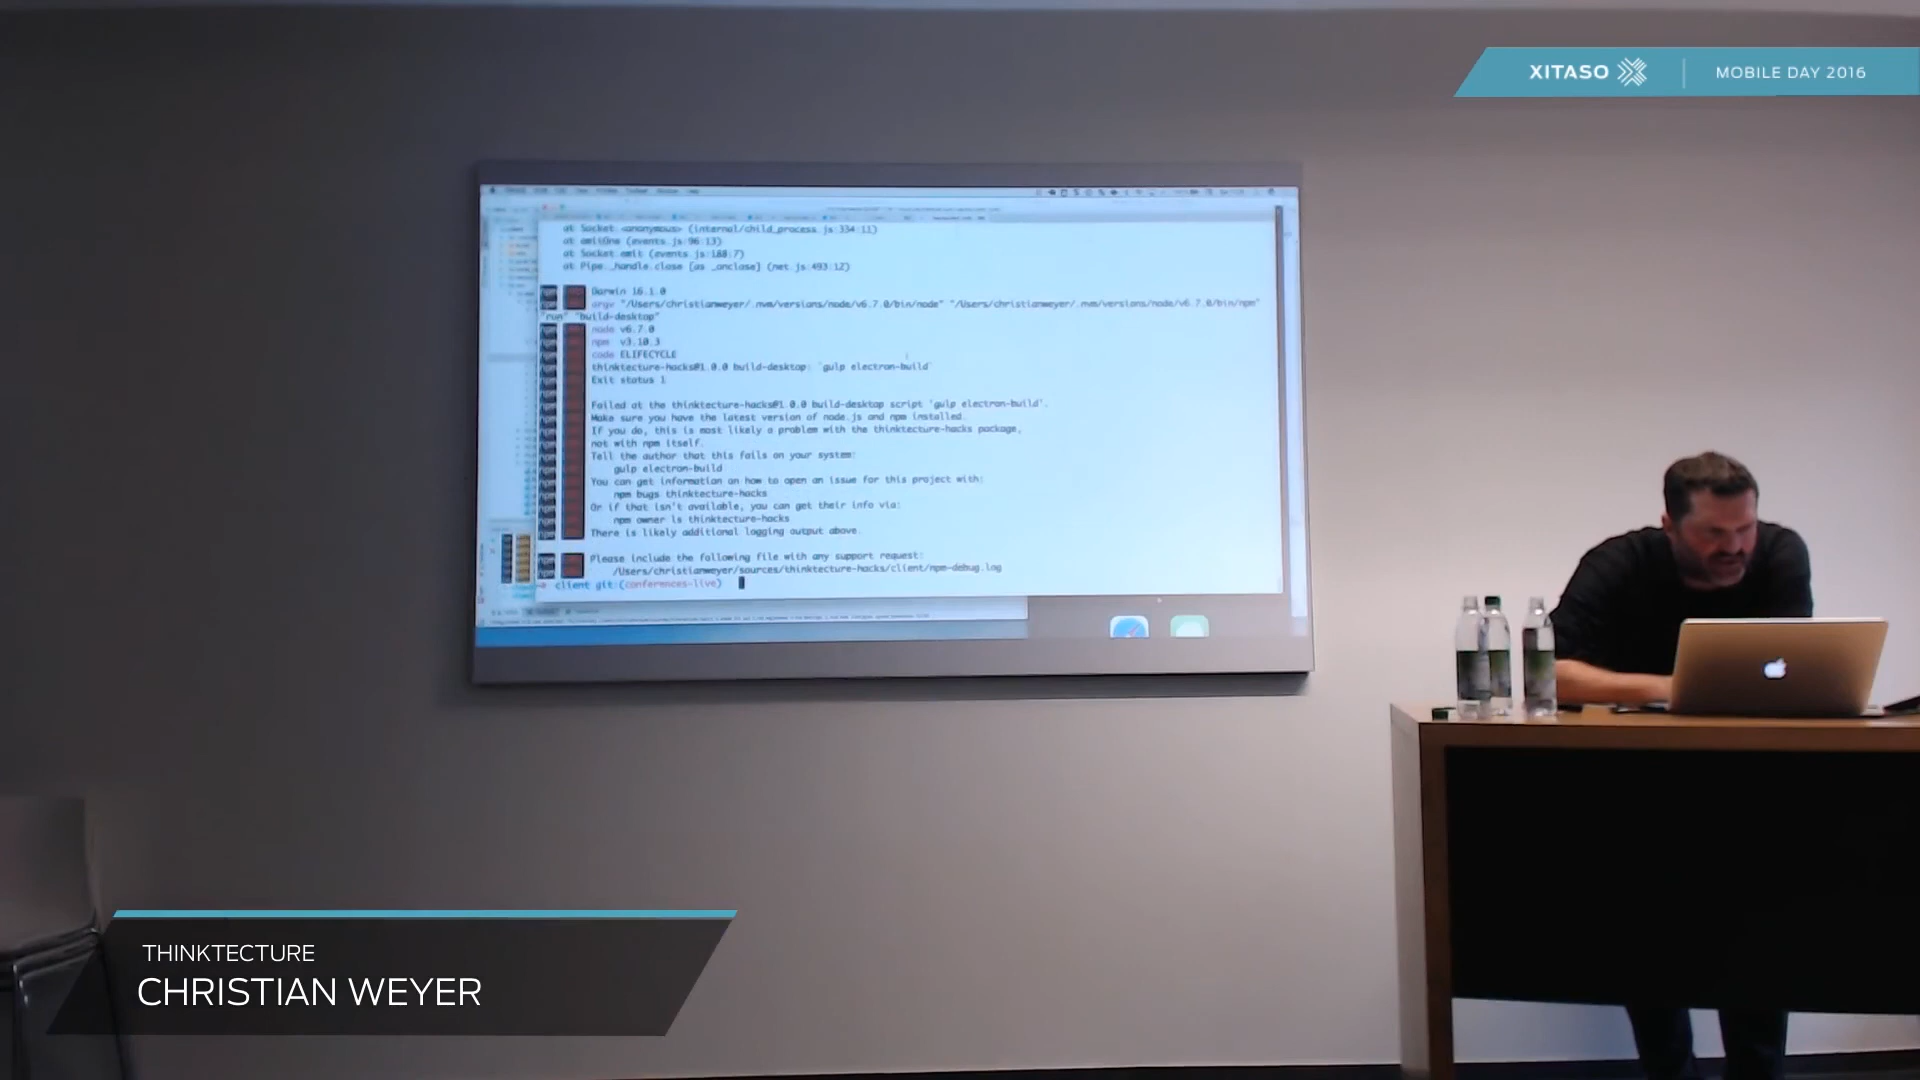 XITASO
MOBILE DAY 2016
at Socket.<anonymous> (internal/child_process.js:334:11)
at emitOne (events.js:96:13)
at Socket.emit (events.js:188:7)
at Pipe._handle.close [as _onclose] (net.js:493:12)
Darwin 16.1.0
argv "/Users/christianweyer/.nvm/versions/node/v6.7.0/bin/node" "/Users/christianweyer/.nvm/versions/node/v6.7.0/bin/npm"
"run" "build-desktop"
node v6.7.0
npm v3.10.3
code ELIFECYCLE
thinktecture-hacks@1.0.0 build-desktop: `gulp electron-build`
Exit status 1
Failed at the thinktecture-hacks@1.0.0 build-desktop script 'gulp electron-build'.
Make sure you have the latest version of node.js and npm installed.
If you do, this is most likely a problem with the thinktecture-hacks package,
not with npm itself.
Tell the author that this fails on your system:
gulp electron-build
You can get information on how to open an issue for this project with:
npm bugs thinktecture-hacks
Or if that isn't available, you can get their info via:
npm owner ls thinktecture-hacks
There is likely additional logging output above.
Please include the following file with any support request:
/Users/christianweyer/sources/thinktecture-hacks/client/npm-debug.log
client git:(conferences-live)
THINKTECTURE
CHRISTIAN WEYER